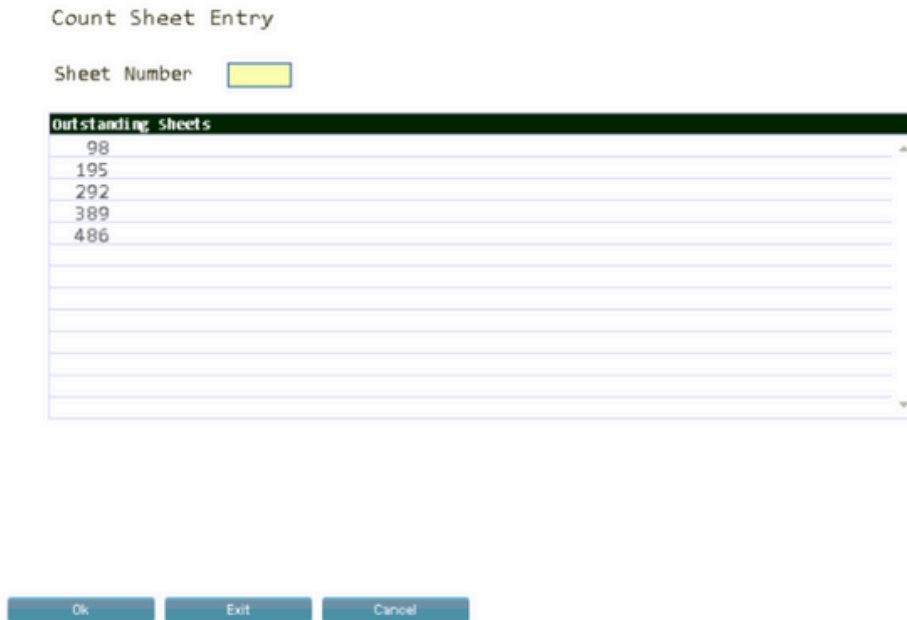 Count Sheet Entry
Sheet Number
Outstanding Sheets
98
195
292
389
486
Ok Exit Cancel